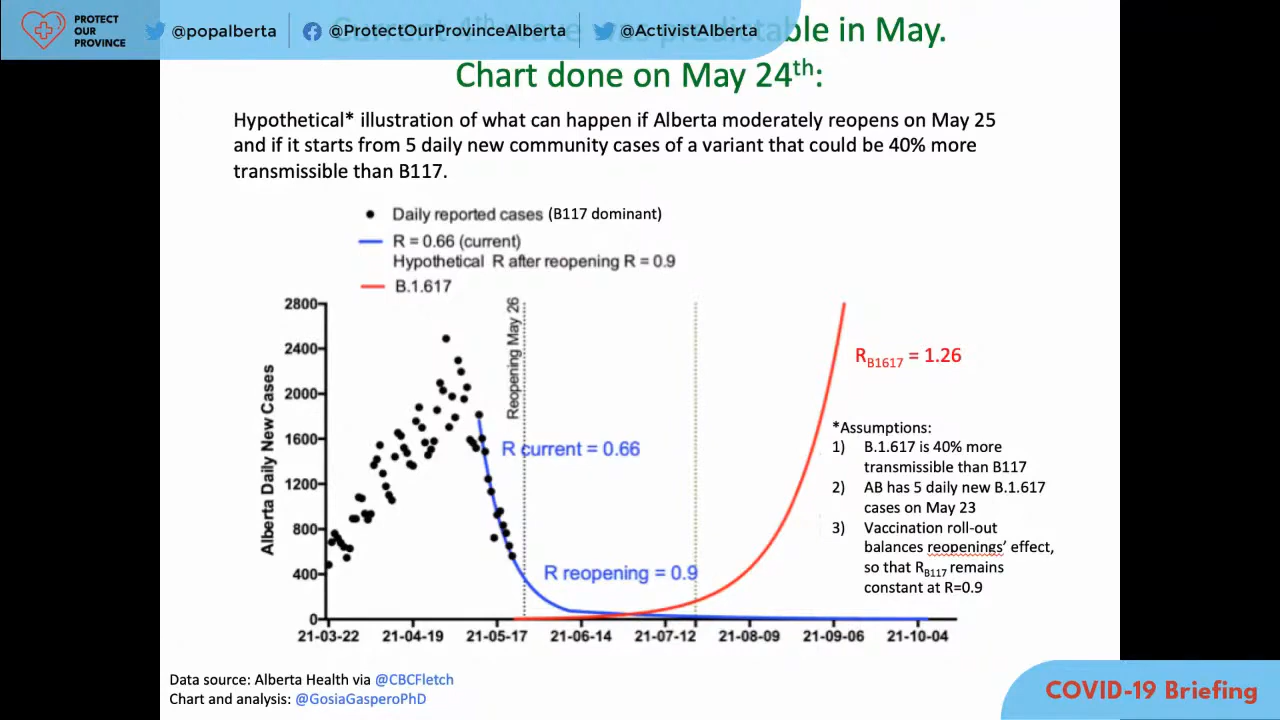 PROTECT
OUR
PROVINCE
@popalberta
@ProtectOurProvinceAlberta
@ActivistAlberta
Current 4th wave was predictable in May.
Chart done on May 24th:
Hypothetical* illustration of what can happen if Alberta moderately reopens on May 25
and if it starts from 5 daily new community cases of a variant that could be 40% more
transmissible than B117.
Daily reported cases (B117 dominant)
R = 0.66 (current)
Hypothetical R after reopening R = 0.9
B.1.617
Alberta Daily New Cases
2800
2400
2000
1600
1200
800
400
0
Reopening May 26
R current = 0.66
R reopening = 0.9
RB1617 = 1.26
*Assumptions:
1) B.1.617 is 40% more
transmissible than B117
2) AB has 5 daily new B.1.617
cases on May 23
3) Vaccination roll-out
balances reopenings' effect,
so that RB117 remains
constant at R=0.9
21-03-22 21-04-19 21-05-17 21-06-14 21-07-12 21-08-09 21-09-06 21-10-04
Data source: Alberta Health via @CBCFletch
Chart and analysis: @GosiaGasperoPhD
COVID-19 Briefing